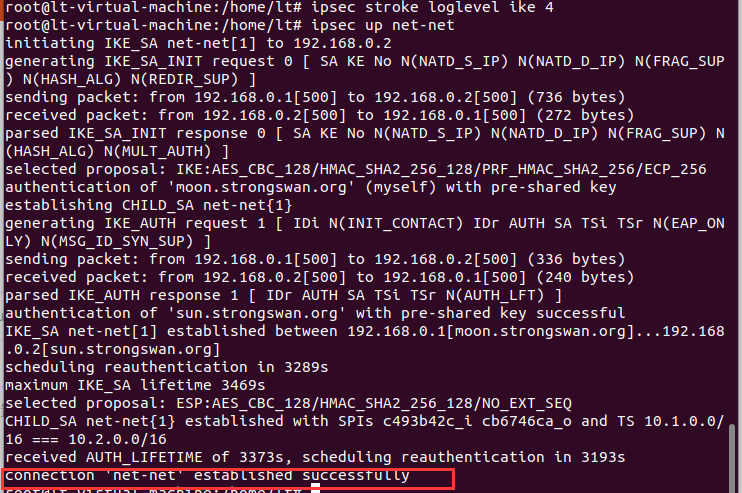 root@lt-virtual-machine:/home/lt# ipsec stroke loglevel ike 4
root@lt-virtual-machine:/home/lt# ipsec up net-net
initiating IKE_SA net-net[1] to 192.168.0.2
generating IKE_SA_INIT request 0 [ SA KE No N(NATD_S_IP) N(NATD_D_IP) N(FRAG_SUP
) N(HASH_ALG) N(REDIR_SUP) ]
sending packet: from 192.168.0.1[500] to 192.168.0.2[500] (736 bytes)
received packet: from 192.168.0.2[500] to 192.168.0.1[500] (272 bytes)
parsed IKE_SA_INIT response 0 [ SA KE No N(NATD_S_IP) N(NATD_D_IP) N(FRAG_SUP) N
(HASH_ALG) N(MULT_AUTH) ]
selected proposal: IKE:AES_CBC_128/HMAC_SHA2_256_128/PRF_HMAC_SHA2_256/ECP_256
authentication of 'moon.strongswan.org' (myself) with pre-shared key
establishing CHILD_SA net-net{1}
generating IKE_AUTH request 1 [ IDi N(INIT_CONTACT) IDr AUTH SA TSi TSr N(EAP_ON
LY) N(MSG_ID_SYN_SUP) ]
sending packet: from 192.168.0.1[500] to 192.168.0.2[500] (336 bytes)
received packet: from 192.168.0.2[500] to 192.168.0.1[500] (240 bytes)
parsed IKE_AUTH response 1 [ IDr AUTH SA TSi TSr N(AUTH_LFT) ]
authentication of 'sun.strongswan.org' with pre-shared key successful
IKE_SA net-net[1] established between 192.168.0.1[moon.strongswan.org]...192.168
.0.2[sun.strongswan.org]
scheduling reauthentication in 3289s
maximum IKE_SA lifetime 3469s
selected proposal: ESP:AES_CBC_128/HMAC_SHA2_256_128/NO_EXT_SEQ
CHILD_SA net-net{1} established with SPIs c493b42c_i cb6746ca_o and TS 10.1.0.0/
16 === 10.2.0.0/16
received AUTH_LIFETIME of 3373s, scheduling reauthentication in 3193s
connection 'net-net' established successfully
root@lt-virtual-machine:/home/lt#